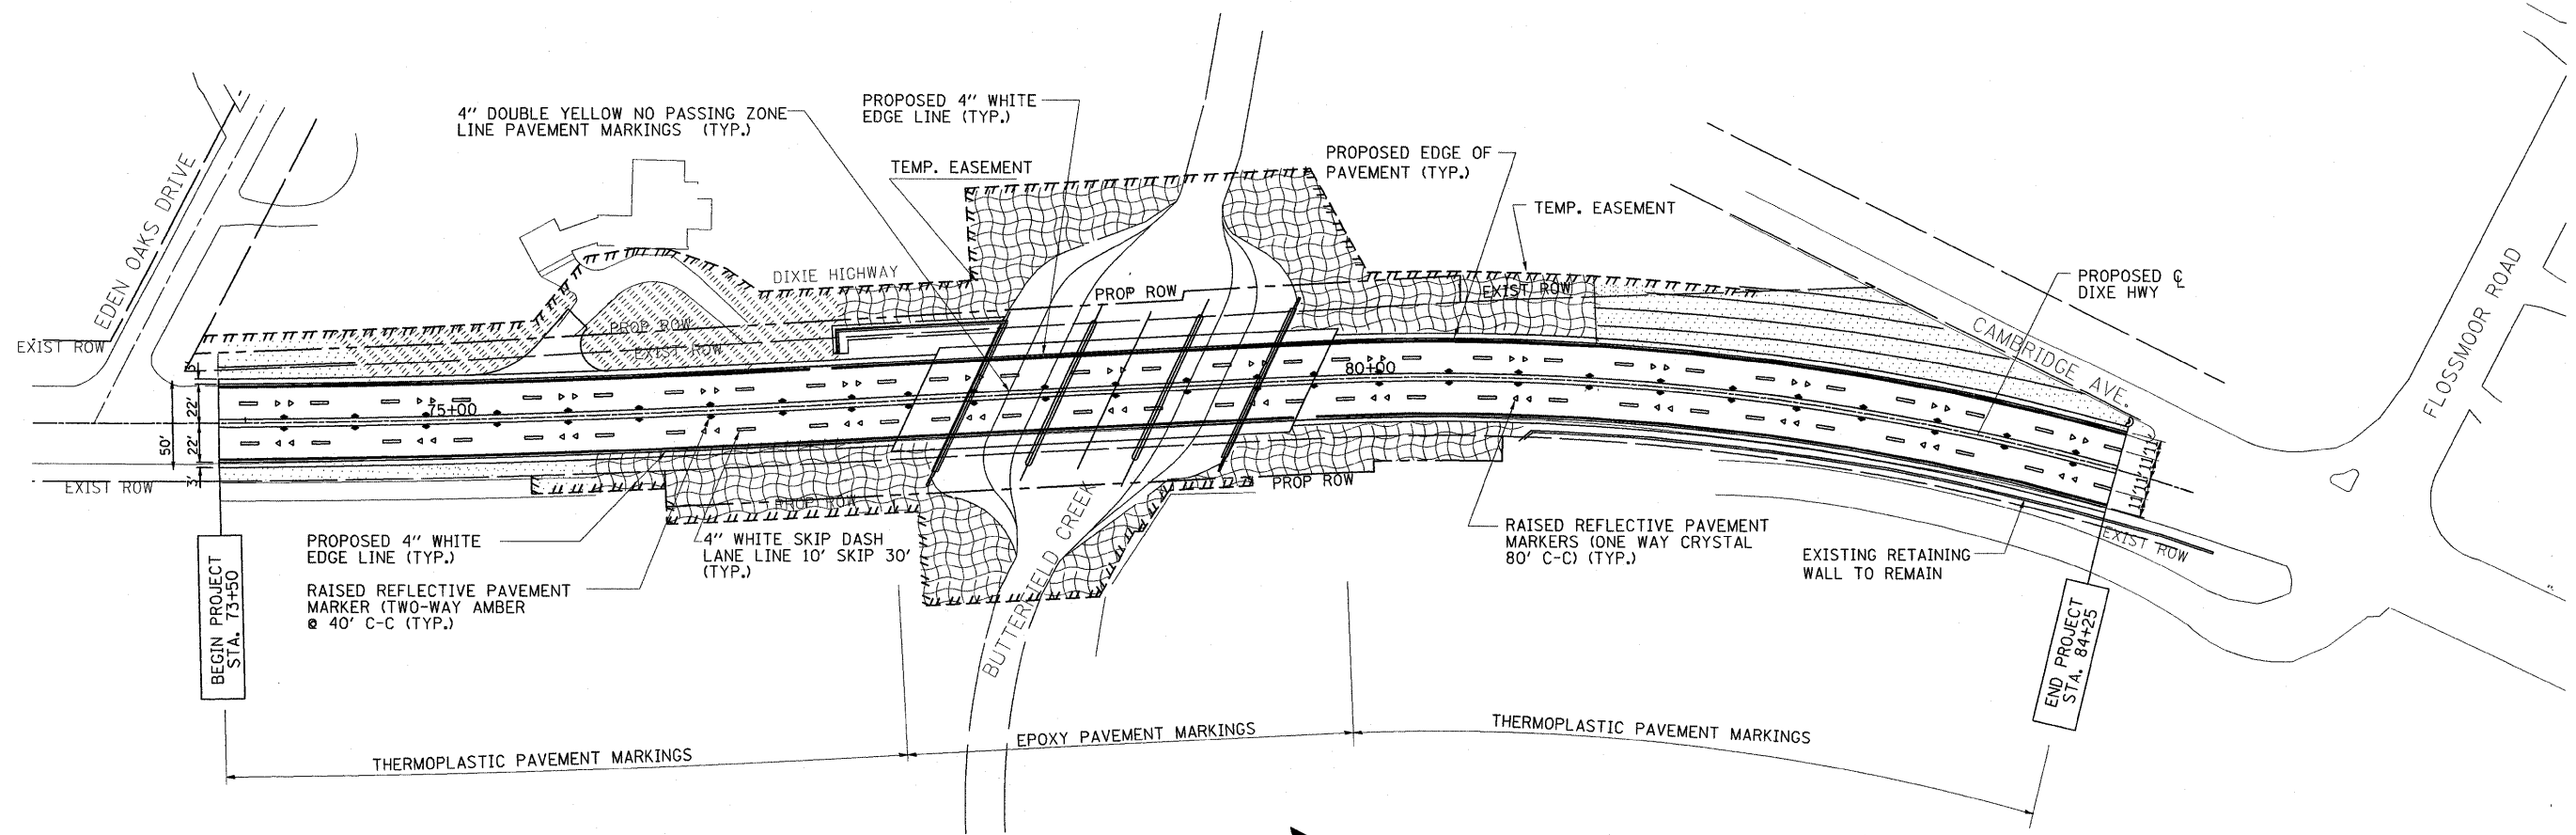 4" DOUBLE YELLOW NO PASSING ZONE
LINE PAVEMENT MARKINGS (TYP.)
PROPOSED 4" WHITE
EDGE LINE (TYP.)
TEMP. EASEMENT
PROPOSED EDGE OF
PAVEMENT (TYP.)
TEMP. EASEMENT
EDEN OAKS DRIVE
DIXIE HIGHWAY
PROP ROW
EXIST ROW
PROPOSED ℄
DIXE HWY
FLOSSMOOR ROAD
CAMBRIDGE AVE.
EXIST ROW
PROP ROW
EXIST ROW
80+00
75+00
5'
22'
50'
22'
3'
11'11'11'11'
EXIST ROW
PROP ROW
PROP ROW
BUTTERFIELD CREEK
PROPOSED 4" WHITE
EDGE LINE (TYP.)
4" WHITE SKIP DASH
LANE LINE 10' SKIP 30'
(TYP.)
RAISED REFLECTIVE PAVEMENT
MARKER (TWO-WAY AMBER
@ 40' C-C (TYP.)
RAISED REFLECTIVE PAVEMENT
MARKERS (ONE WAY CRYSTAL
80' C-C) (TYP.)
EXISTING RETAINING
WALL TO REMAIN
EXIST ROW
BEGIN PROJECT
STA. 73+50
END PROJECT
STA. 84+25
THERMOPLASTIC PAVEMENT MARKINGS
EPOXY PAVEMENT MARKINGS
THERMOPLASTIC PAVEMENT MARKINGS